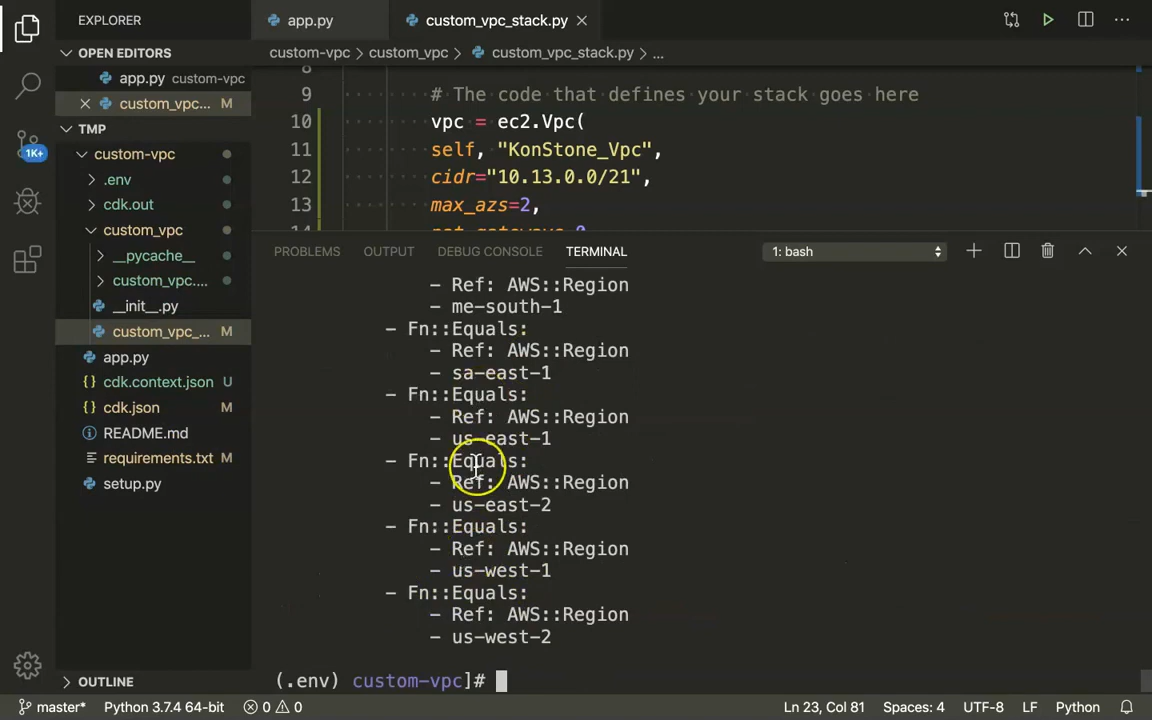 EXPLORER
OPEN EDITORS
app.py custom-vpc
custom_vpc... M
TMP
custom-vpc
.env
cdk.out
custom_vpc
__pycache__
custom_vpc....
__init__.py
custom_vpc_... M
app.py
cdk.context.json U
cdk.json M
README.md
requirements.txt M
setup.py
OUTLINE
1K+
app.py
custom_vpc_stack.py
custom-vpc > custom_vpc > custom_vpc_stack.py > ...
8
9 # The code that defines your stack goes here
10 vpc = ec2.Vpc(
11 self, "KonStone_Vpc",
12 cidr="10.13.0.0/21",
13 max_azs=2,
14 nat_gateways=0,
PROBLEMS OUTPUT DEBUG CONSOLE TERMINAL 1: bash
- Ref: AWS::Region
- me-south-1
- Fn::Equals:
- Ref: AWS::Region
- sa-east-1
- Fn::Equals:
- Ref: AWS::Region
- us-east-1
- Fn::Equals:
- Ref: AWS::Region
- us-east-2
- Fn::Equals:
- Ref: AWS::Region
- us-west-1
- Fn::Equals:
- Ref: AWS::Region
- us-west-2
(.env) custom-vpc]#
master* Python 3.7.4 64-bit 0 0 Ln 23, Col 81 Spaces: 4 UTF-8 LF Python